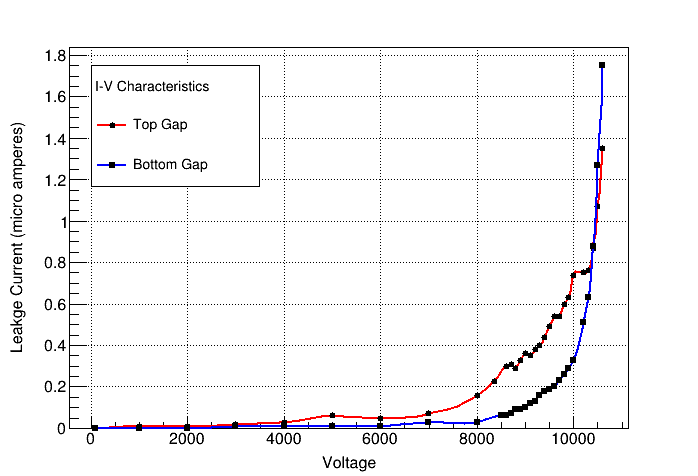 1.8
1.6
1.4
1.2
1
0.8
0.6
0.4
0.2
0
Leakge Current (micro amperes)
I-V Characteristics
Top Gap
Bottom Gap
0 2000 4000 6000 8000 10000
Voltage